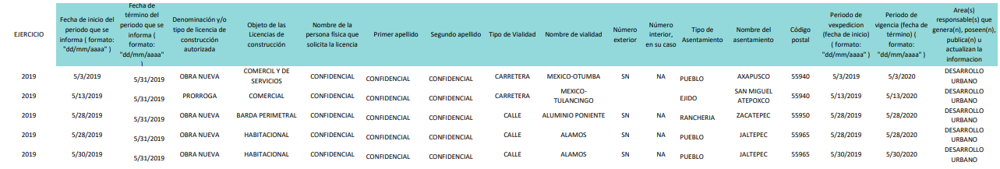 EJERCICIO
Fecha de inicio del
periodo que se
informa ( formato:
"dd/mm/aaaa" )
Fecha de
término del
periodo que se
informa (
formato:
"dd/mm/aaaa"
)
Denominación y/o
tipo de licencia de
construcción
autorizada
Objeto de las
Licencias de
construcción
Nombre de la
persona física que
solicita la licencia
Primer apellido
Segundo apellido
Tipo de Vialidad
Nombre de vialidad
Número
exterior
Número
interior,
en su caso
Tipo de
Asentamiento
Nombre del
asentamiento
Código
postal
Periodo de
vexpedicion
(fecha de inicio)
( formato:
"dd/mm/aaaa" )
Periodo de
vigencia (fecha de
término) (
formato:
"dd/mm/aaaa" )
Area(s)
responsable(s) que
genera(n), poseen(n),
publica(n) u
actualizan la
informacion
2019 5/3/2019 5/31/2019 OBRA NUEVA COMERCIL Y DE SERVICIOS CONFIDENCIAL CONFIDENCIAL CONFIDENCIAL CARRETERA MEXICO-OTUMBA SN NA PUEBLO AXAPUSCO 55940 5/3/2019 5/3/2020 DESARROLLO URBANO
2019 5/13/2019 5/31/2019 PRORROGA COMERCIAL CONFIDENCIAL CONFIDENCIAL CONFIDENCIAL CARRETERA MEXICO-TULANCINGO EJIDO SAN MIGUEL ATEPOXCO 55940 5/13/2019 5/13/2020 DESARROLLO URBANO
2019 5/28/2019 5/31/2019 OBRA NUEVA BARDA PERIMETRAL CONFIDENCIAL CONFIDENCIAL CONFIDENCIAL CALLE ALUMINIO PONIENTE SN NA RANCHERIA ZACATEPEC 55950 5/28/2019 5/28/2020 DESARROLLO URBANO
2019 5/28/2019 5/31/2019 OBRA NUEVA HABITACIONAL CONFIDENCIAL CONFIDENCIAL CONFIDENCIAL CALLE ALAMOS SN NA PUEBLO JALTEPEC 55965 5/28/2019 5/28/2020 DESARROLLO URBANO
2019 5/30/2019 5/31/2019 OBRA NUEVA HABITACIONAL CONFIDENCIAL CONFIDENCIAL CONFIDENCIAL CALLE ALAMOS SN NA PUEBLO JALTEPEC 55965 5/30/2019 5/30/2020 DESARROLLO URBANO